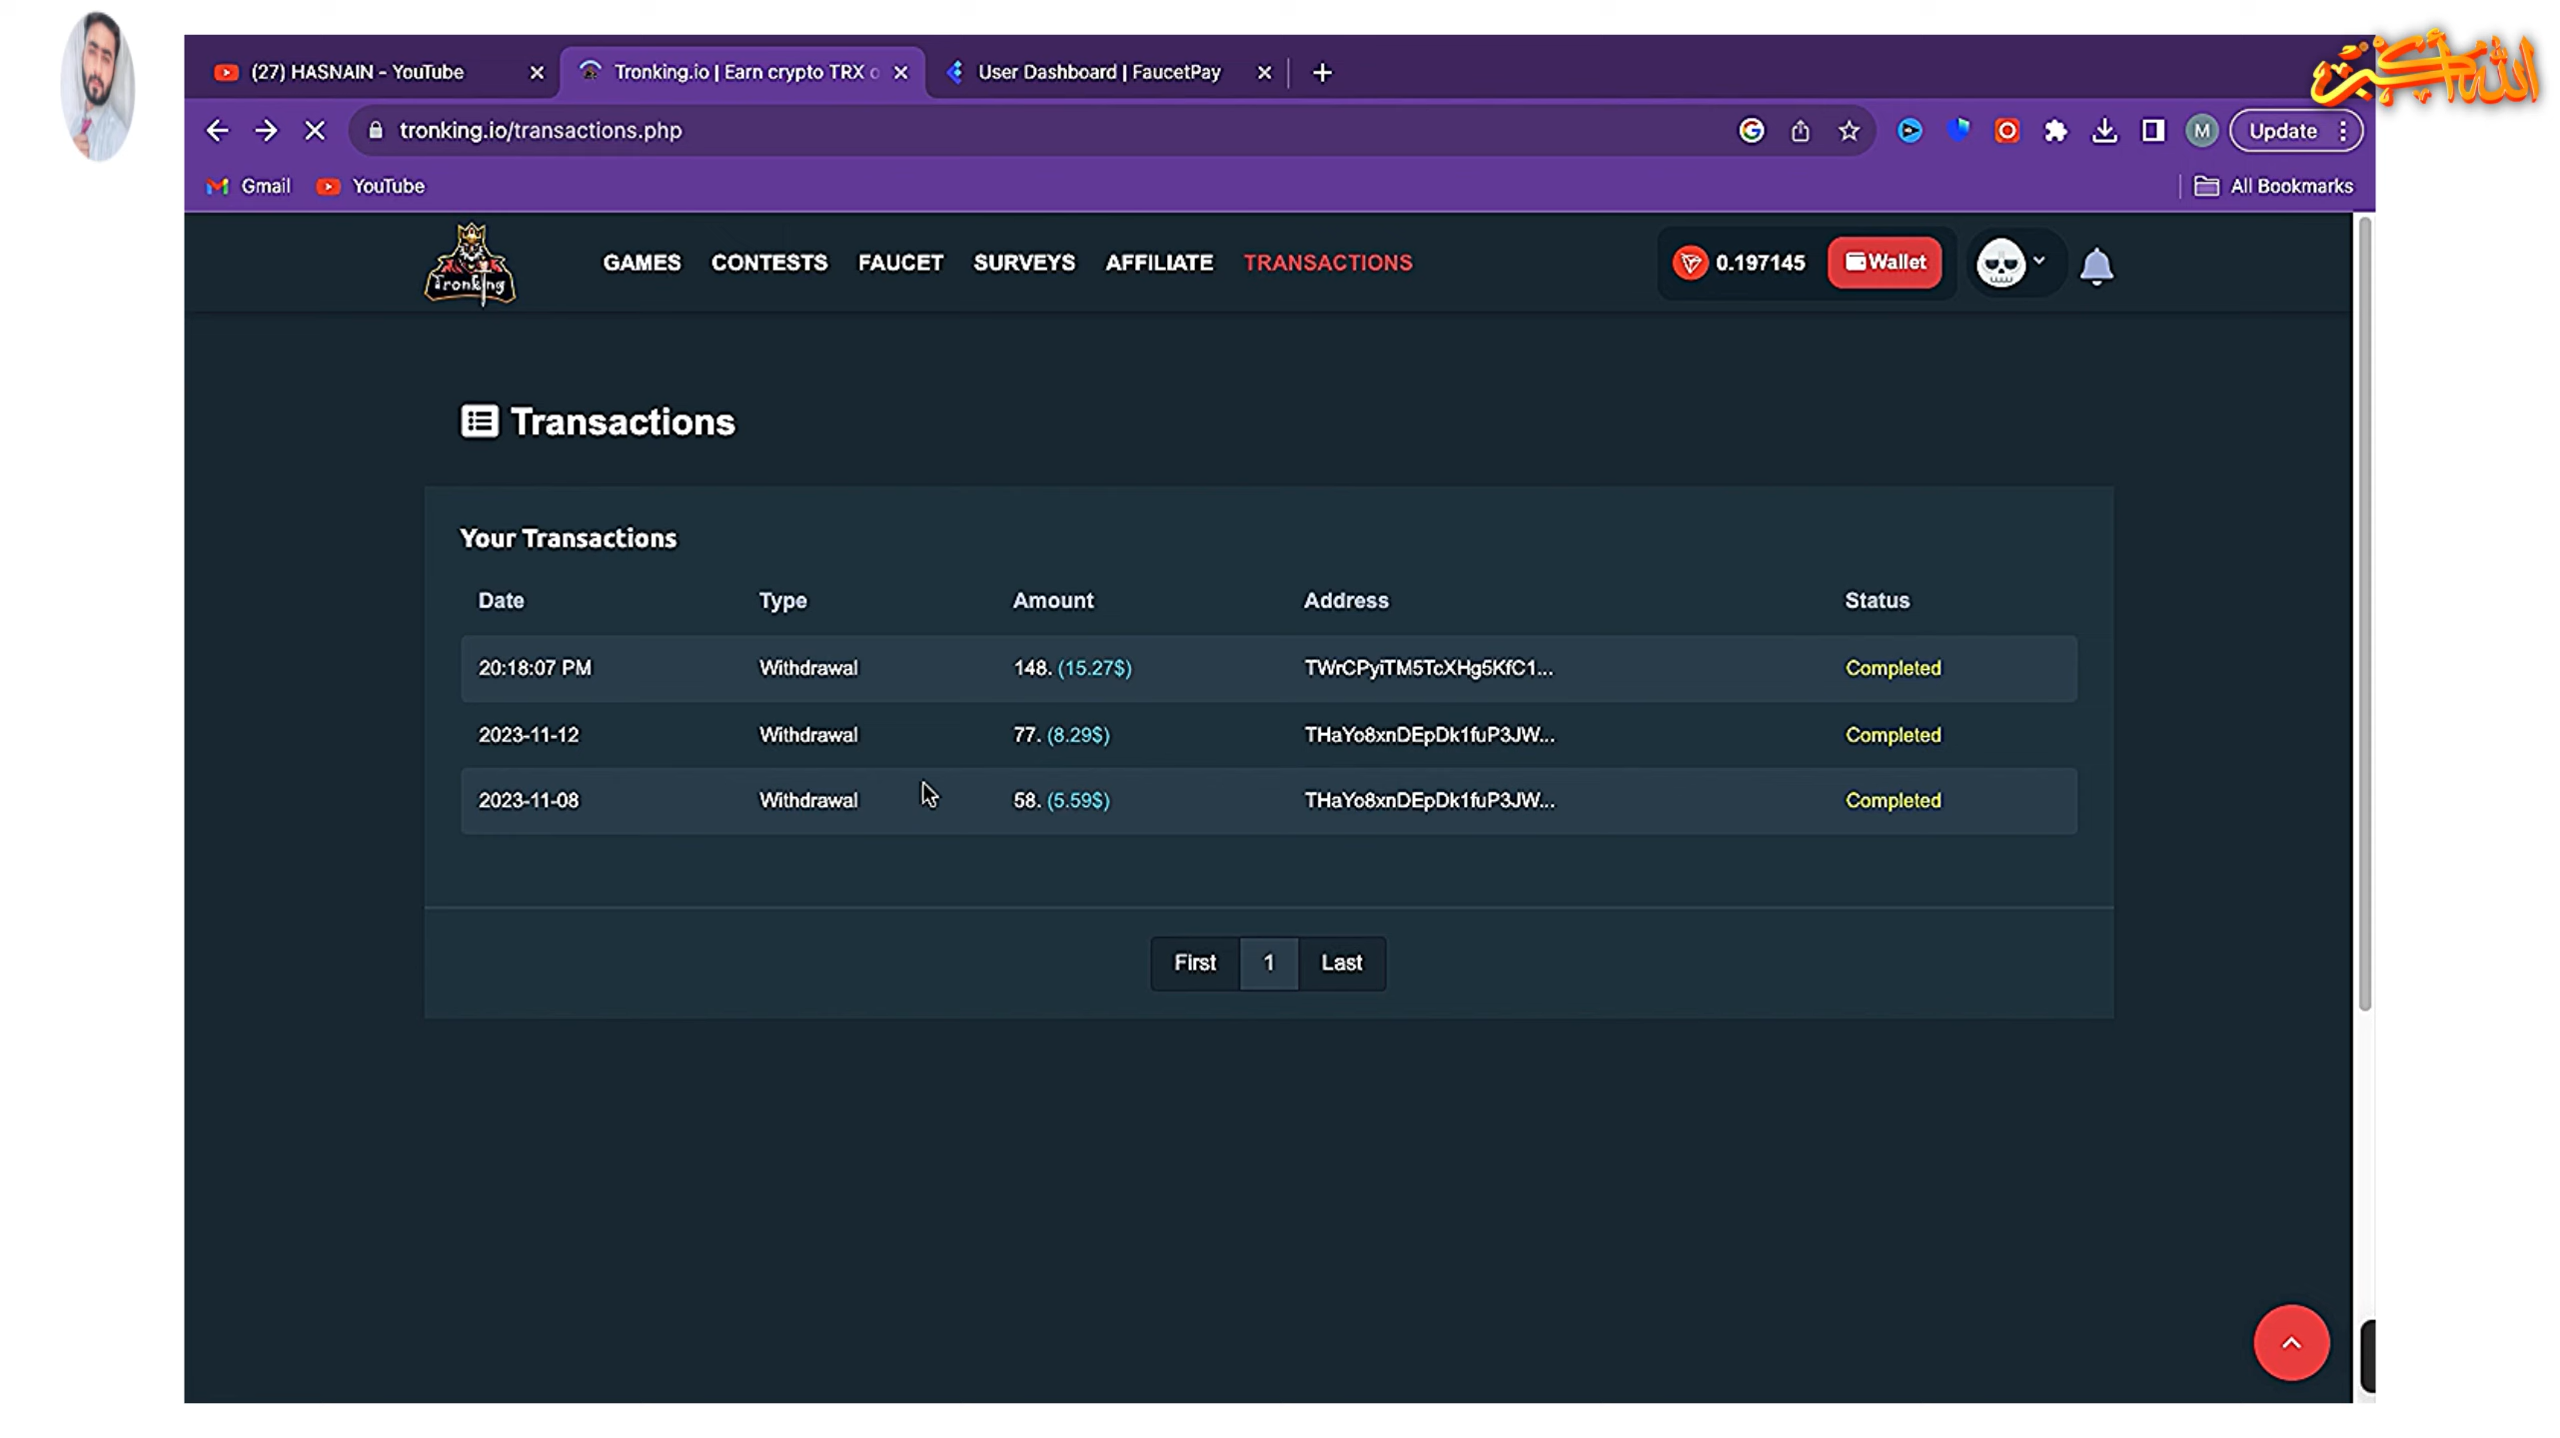 الله أكبر
(27) HASNAIN - YouTube
Tronking.io | Earn crypto TRX o
User Dashboard | FaucetPay
tronking.io/transactions.php
M
Update
Gmail
YouTube
All Bookmarks
Tronking
GAMES
CONTESTS
FAUCET
SURVEYS
AFFILIATE
TRANSACTIONS
0.197145
Wallet
Transactions
Your Transactions
Date Type Amount Address Status
20:18:07 PM Withdrawal 148. (15.27$) TWrCPyiTM5TcXHg5KfC1... Completed
2023-11-12 Withdrawal 77. (8.29$) THaYo8xnDEpDk1fuP3JW... Completed
2023-11-08 Withdrawal 58. (5.59$) THaYo8xnDEpDk1fuP3JW... Completed
First 1 Last